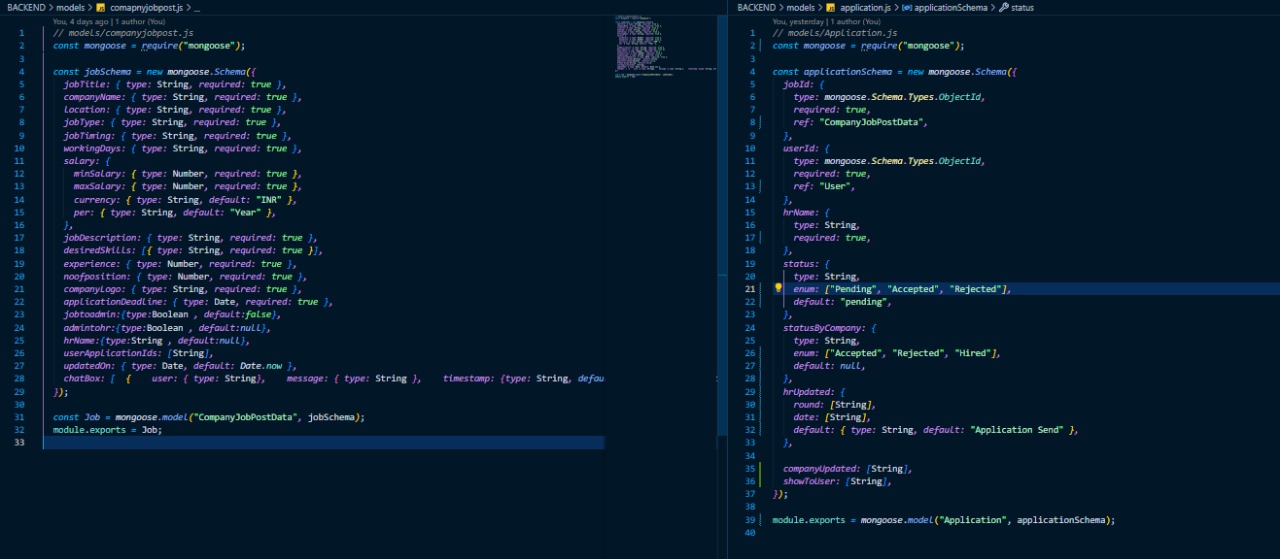 BACKEND > models > comapnyjobpost.js > ...
You, 4 days ago | 1 author (You)
1 // models/companyjobpost.js
2 const mongoose = require("mongoose");
3
4 const jobSchema = new mongoose.Schema({
5 jobTitle: { type: String, required: true },
6 companyName: { type: String, required: true },
7 location: { type: String, required: true },
8 jobType: { type: String, required: true },
9 jobTiming: { type: String, required: true },
10 workingDays: { type: String, required: true },
11 salary: {
12 minSalary: { type: Number, required: true },
13 maxSalary: { type: Number, required: true },
14 currency: { type: String, default: "INR" },
15 per: { type: String, default: "Year" },
16 },
17 jobDescription: { type: String, required: true },
18 desiredSkills: [{ type: String, required: true }],
19 experience: { type: Number, required: true },
20 noofposition: { type: Number, required: true },
21 companyLogo: { type: String, required: true },
22 applicationDeadline: { type: Date, required: true },
23 jobtoadmin:{type:Boolean , default:false},
24 admintohr:{type:Boolean , default:null},
25 hrName:{type:String , default:null},
26 userApplicationIds: [String],
27 updatedOn: { type: Date, default: Date.now },
28 chatBox: [ { user: { type: String}, message: { type: String }, timestamp: {type: String, defau
29 });
30
31 const Job = mongoose.model("CompanyJobPostData", jobSchema);
32 module.exports = Job;
33
BACKEND > models > application.js > applicationSchema > status
You, yesterday | 1 author (You)
1 // models/Application.js
2 const mongoose = require("mongoose");
3
4 const applicationSchema = new mongoose.Schema({
5 jobId: {
6 type: mongoose.Schema.Types.ObjectId,
7 required: true,
8 ref: "CompanyJobPostData",
9 },
10 userId: {
11 type: mongoose.Schema.Types.ObjectId,
12 required: true,
13 ref: "User",
14 },
15 hrName: {
16 type: String,
17 required: true,
18 },
19 status: {
20 type: String,
21 enum: ["Pending", "Accepted", "Rejected"],
22 default: "pending",
23 },
24 statusByCompany: {
25 type: String,
26 enum: ["Accepted", "Rejected", "Hired"],
27 default: null,
28 },
29 hrUpdated: {
30 round: [String],
31 date: [String],
32 default: { type: String, default: "Application Send" },
33 },
34
35 companyUpdated: [String],
36 showToUser: [String],
37 });
38
39 module.exports = mongoose.model("Application", applicationSchema);
40